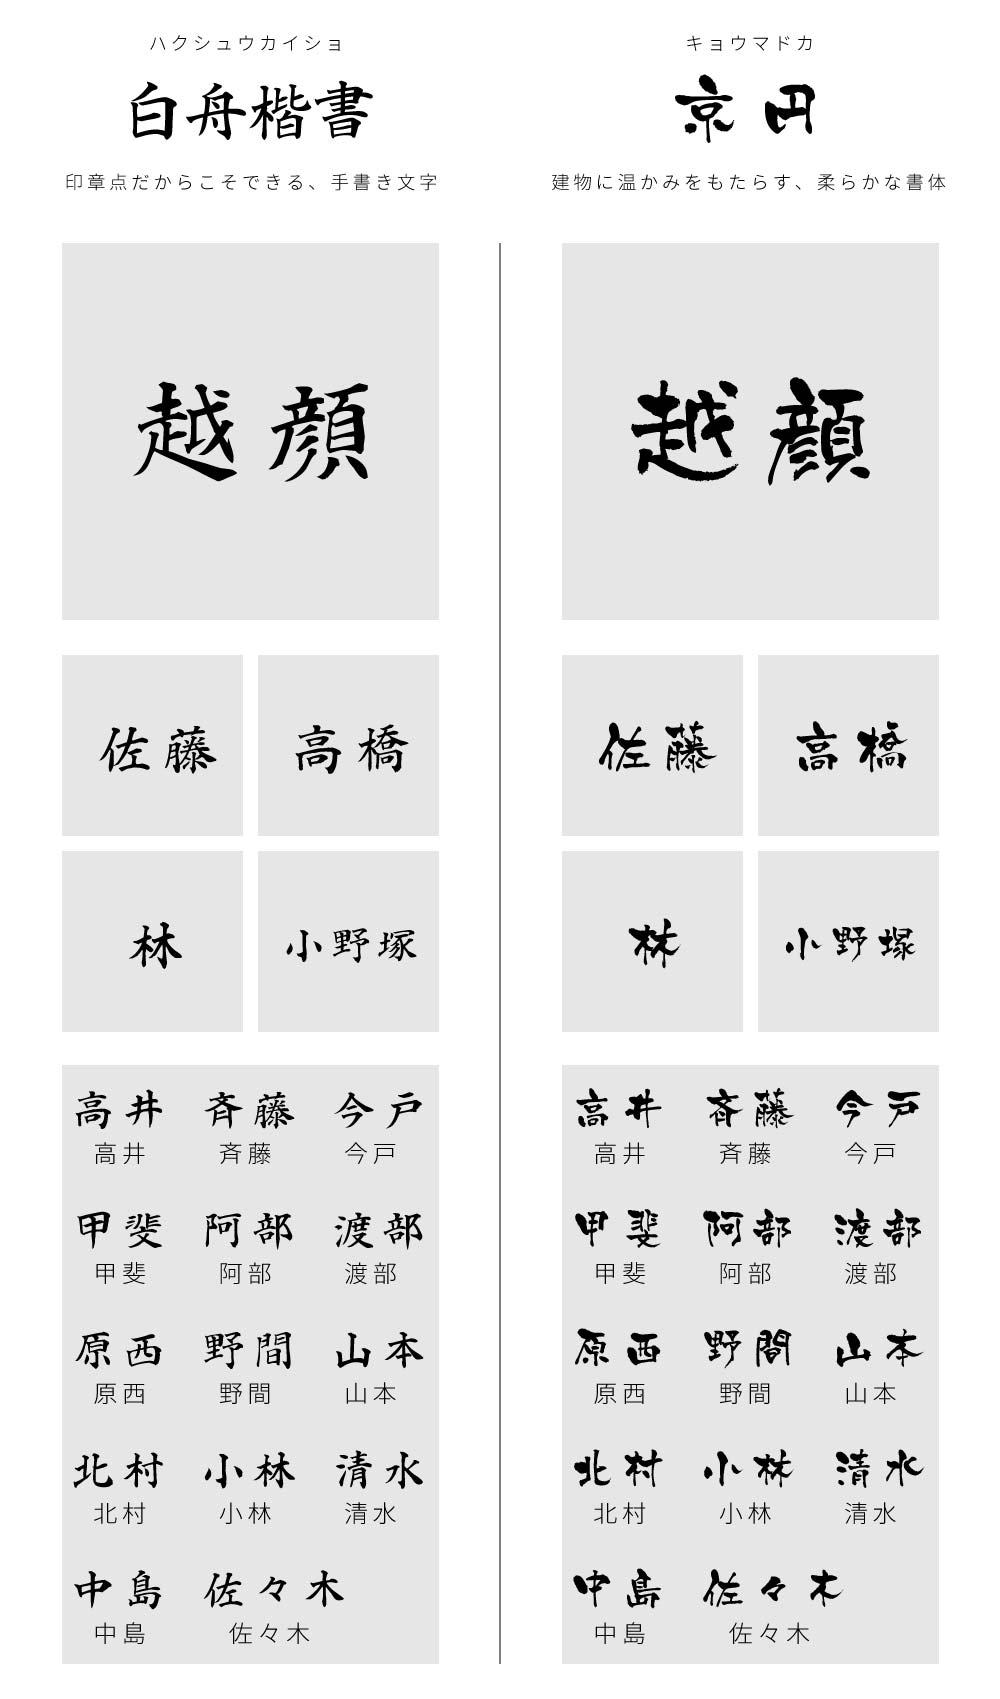 ハクシュウカイショ
白舟楷書
印章点だからこそできる、手書き文字
越顔
佐藤
高橋
林
小野塚
高井 斉藤 今戸
高井 斉藤 今戸
甲斐 阿部 渡部
甲斐 阿部 渡部
原西 野間 山本
原西 野間 山本
北村 小林 清水
北村 小林 清水
中島 佐々木
中島 佐々木
キョウマドカ
京円
建物に温かみをもたらす、柔らかな書体
越顔
佐藤
高橋
林
小野塚
高井 斉藤 今戸
高井 斉藤 今戸
甲斐 阿部 渡部
甲斐 阿部 渡部
原西 野間 山本
原西 野間 山本
北村 小林 清水
北村 小林 清水
中島 佐々木
中島 佐々木